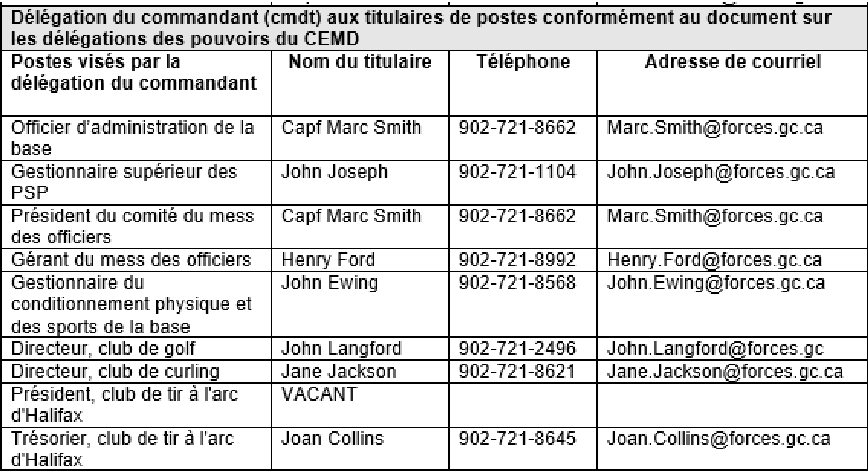 Délégation du commandant (cmdt) aux titulaires de postes conformément au document sur
les délégations des pouvoirs du CEMD
Postes visés par la
délégation du commandant
Nom du titulaire
Téléphone
Adresse de courriel
Officier d'administration de la
base
Capf Marc Smith
902-721-8662
Marc.Smith@forces.gc.ca
Gestionnaire supérieur des
PSP
John Joseph
902-721-1104
John.Joseph@forces.gc.ca
Président du comité du mess
des officiers
Capf Marc Smith
902-721-8662
Marc.Smith@forces.gc.ca
Gérant du mess des officiers
Henry Ford
902-721-8992
Henry.Ford@forces.gc.ca
Gestionnaire du
conditionnement physique et
des sports de la base
John Ewing
902-721-8568
John.Ewing@forces.gc.ca
Directeur, club de golf
John Langford
902-721-2496
John.Langford@forces.gc
Directeur, club de curling
Jane Jackson
902-721-8621
Jane.Jackson@forces.gc.ca
Président, club de tir à l'arc
d'Halifax
VACANT
Trésorier, club de tir à l'arc
d'Halifax
Joan Collins
902-721-8645
Joan.Collins@forces.gc.ca